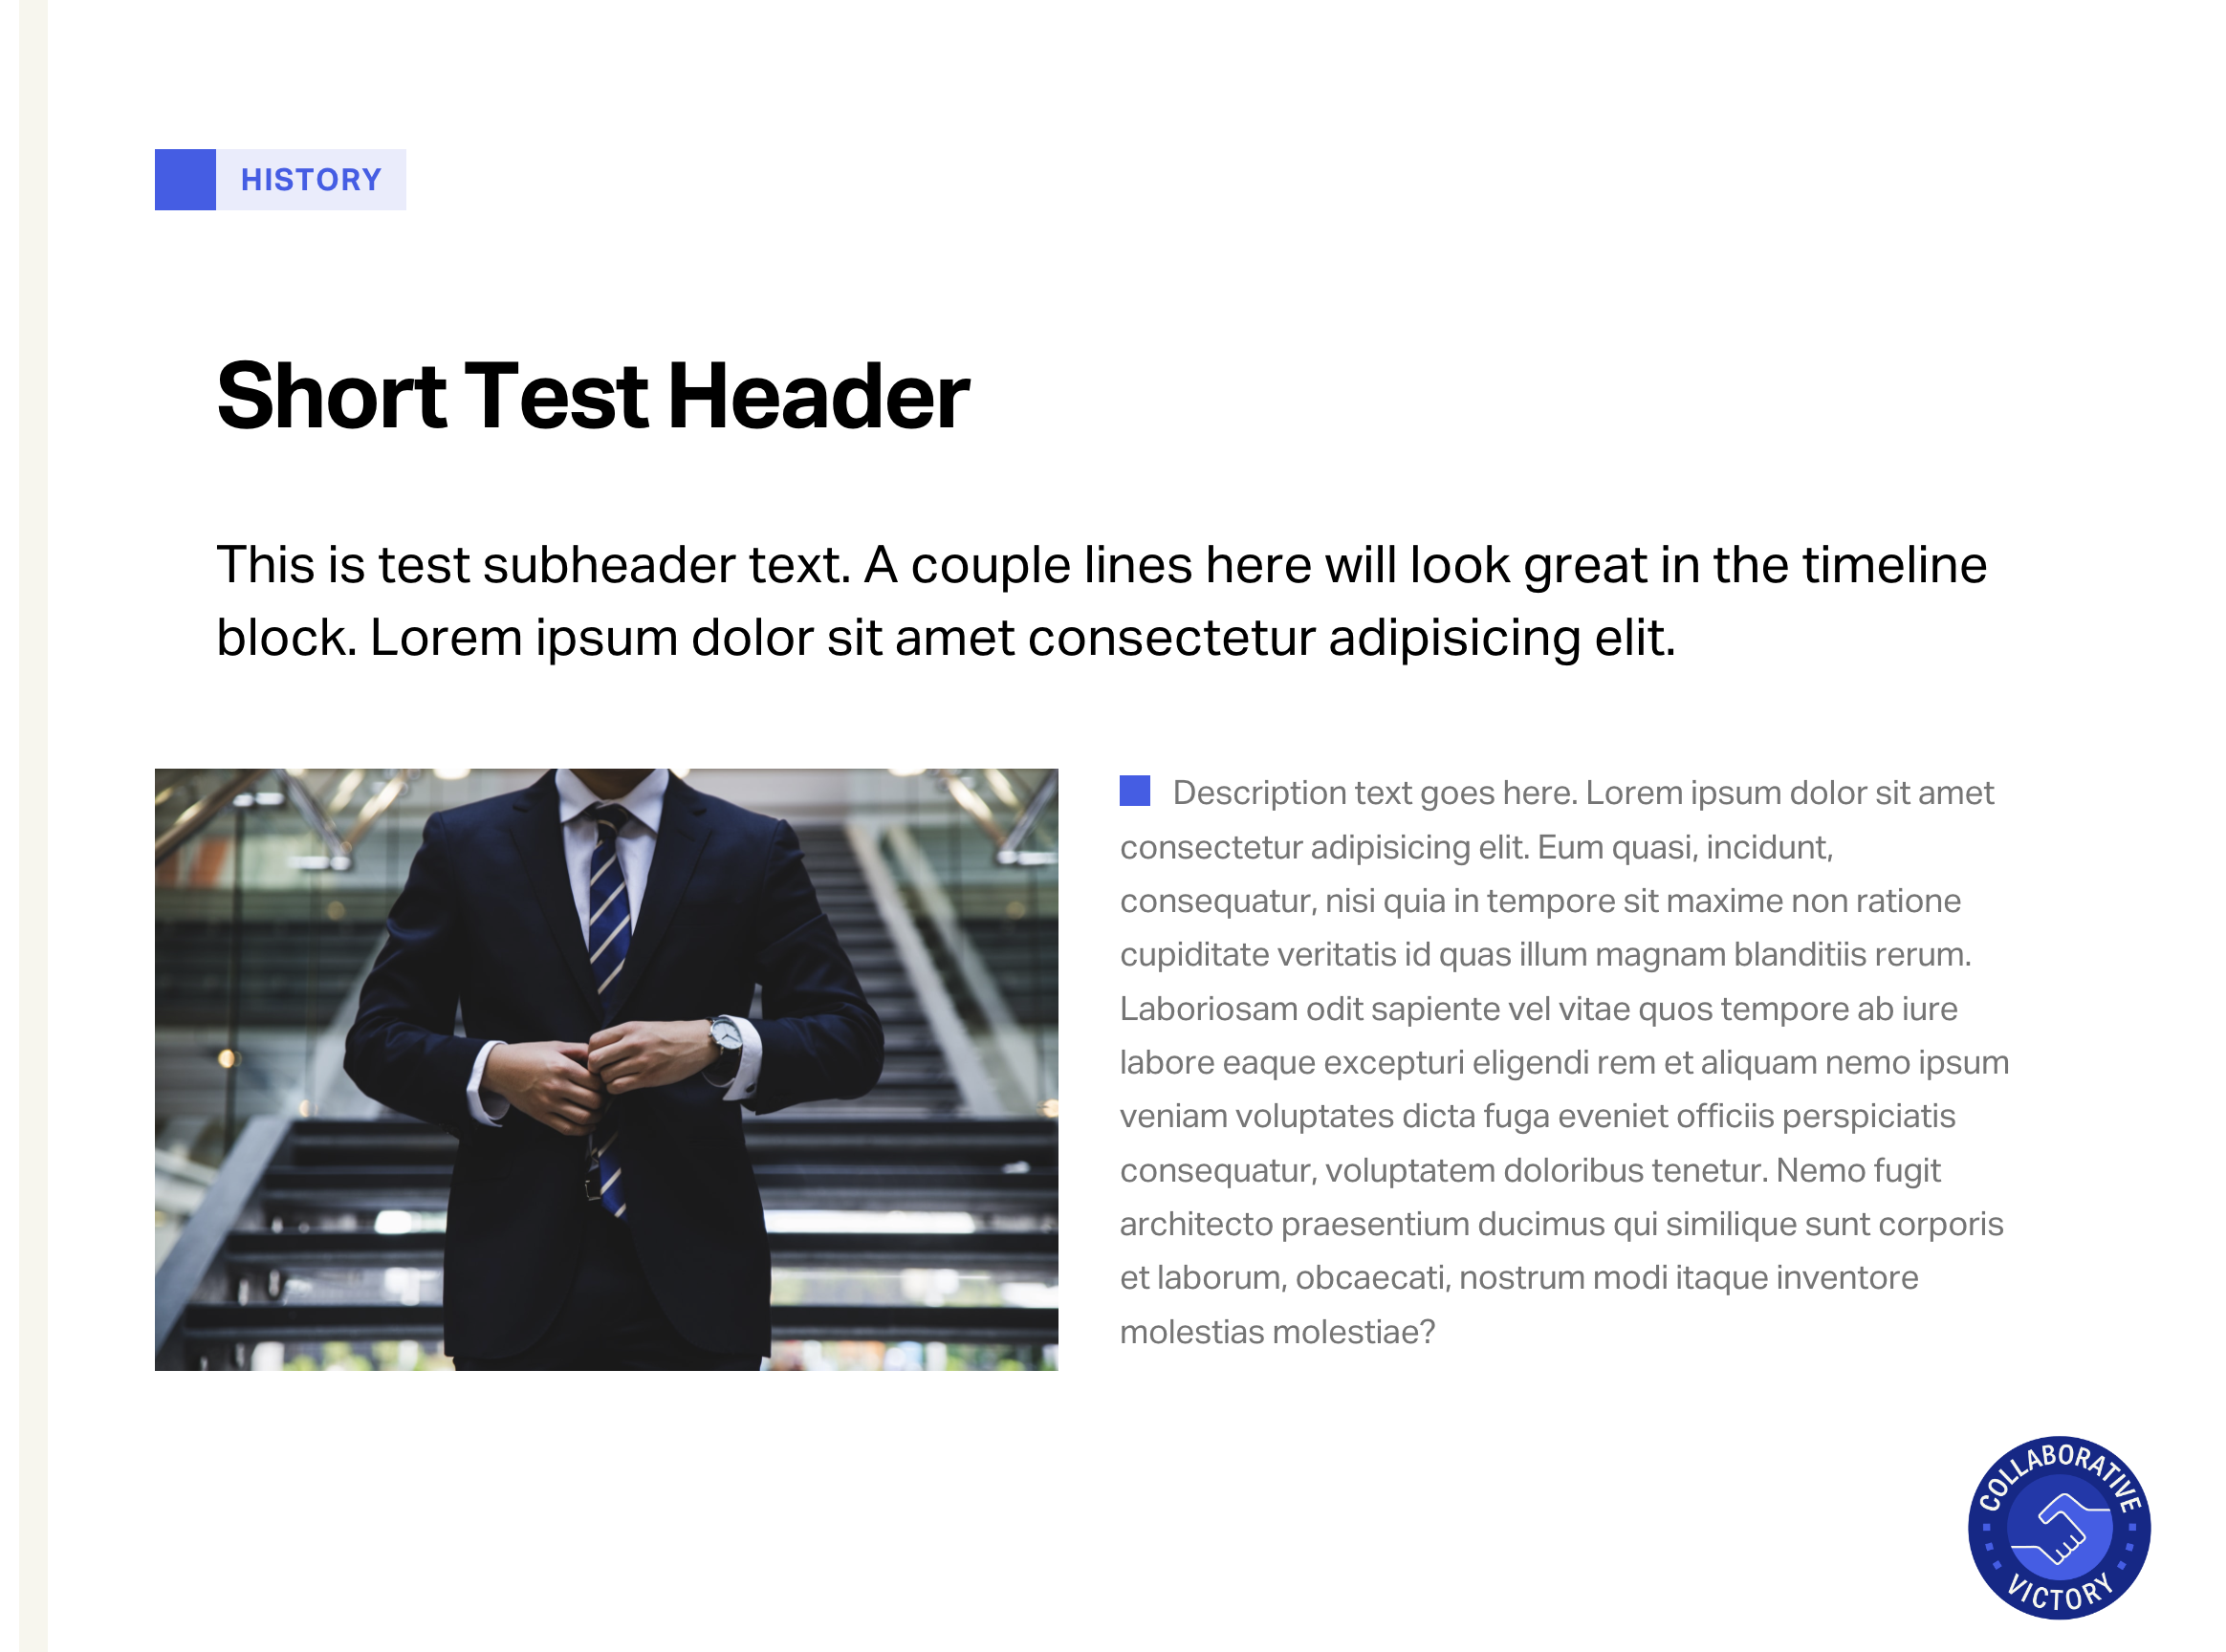 HISTORY
Short Test Header
This is test subheader text. A couple lines here will look great in the timeline
block. Lorem ipsum dolor sit amet consectetur adipisicing elit.
Description text goes here. Lorem ipsum dolor sit amet
consectetur adipisicing elit. Eum quasi, incidunt,
consequatur, nisi quia in tempore sit maxime non ratione
cupiditate veritatis id quas illum magnam blanditiis rerum.
Laboriosam odit sapiente vel vitae quos tempore ab iure
labore eaque excepturi eligendi rem et aliquam nemo ipsum
veniam voluptates dicta fuga eveniet officiis perspiciatis
consequatur, voluptatem doloribus tenetur. Nemo fugit
architecto praesentium ducimus qui similique sunt corporis
et laborum, obcaecati, nostrum modi itaque inventore
molestias molestiae?
COLLABORATIVE
VICTORY